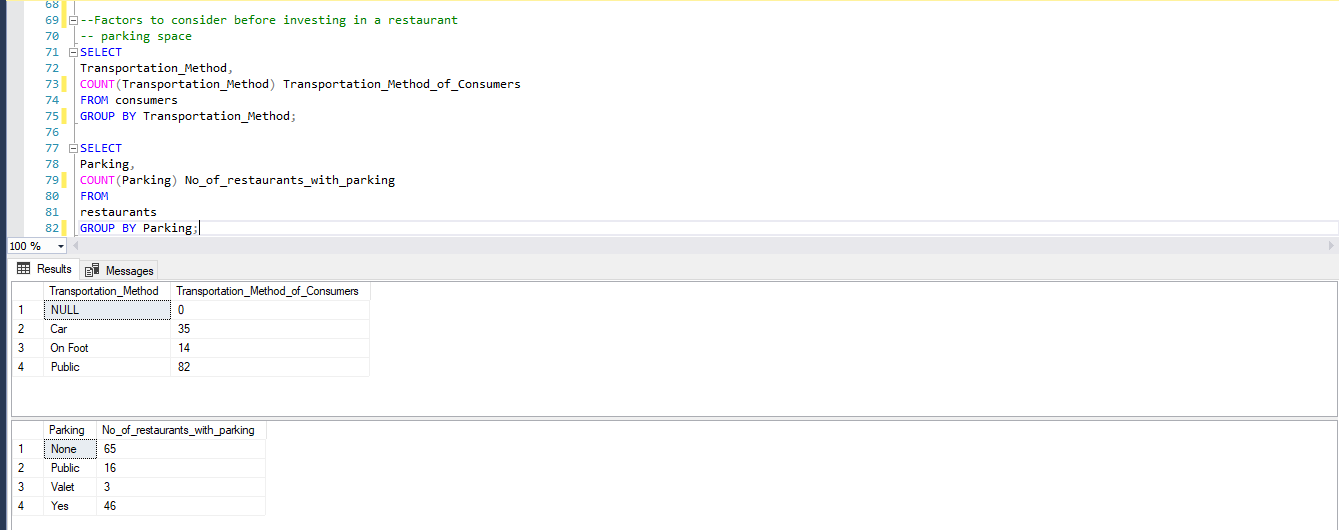 68
69 --Factors to consider before investing in a restaurant
70 -- parking space
71 SELECT
72 Transportation_Method,
73 COUNT(Transportation_Method) Transportation_Method_of_Consumers
74 FROM consumers
75 GROUP BY Transportation_Method;
76
77 SELECT
78 Parking,
79 COUNT(Parking) No_of_restaurants_with_parking
80 FROM
81 restaurants
82 GROUP BY Parking;
100 %
Results Messages
Transportation_Method Transportation_Method_of_Consumers
1 NULL 0
2 Car 35
3 On Foot 14
4 Public 82
Parking No_of_restaurants_with_parking
1 None 65
2 Public 16
3 Valet 3
4 Yes 46